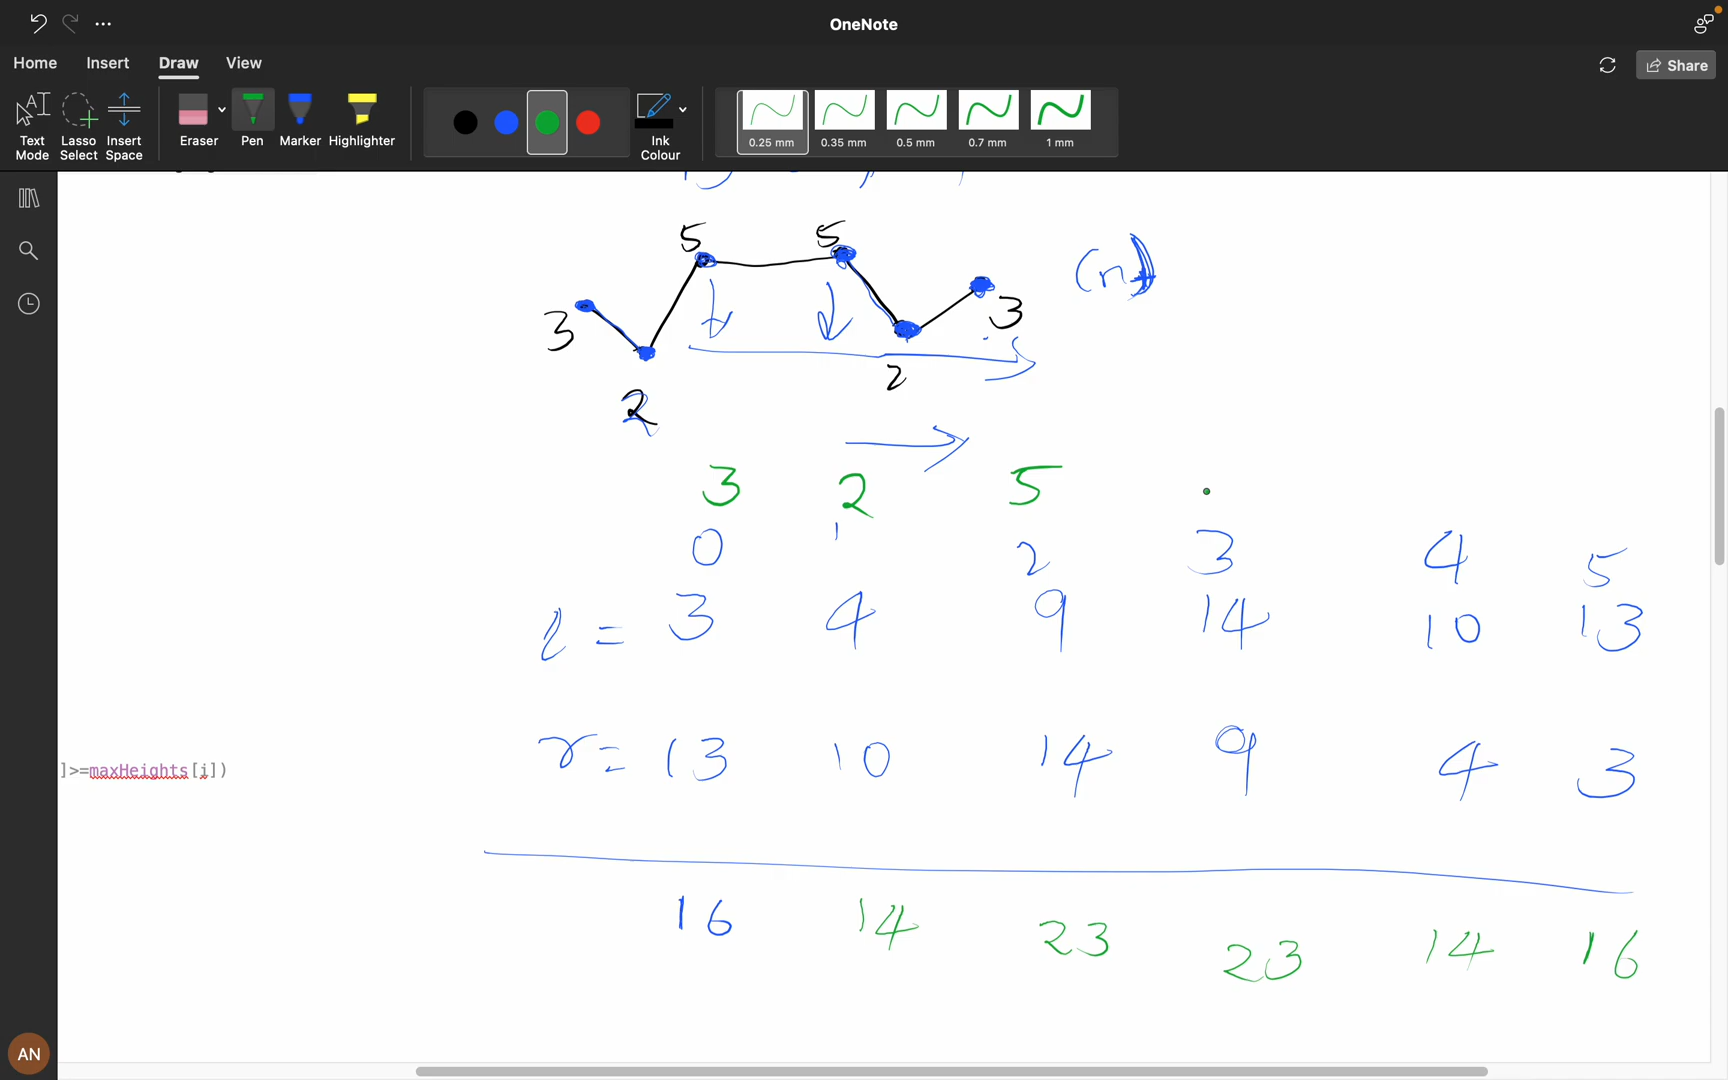 OneNote
Home Insert Draw View
Share
Text Mode
Lasso Select
Insert Space
Eraser
Pen
Marker
Highlighter
Ink Colour
0.25 mm
0.35 mm
0.5 mm
0.7 mm
1 mm
5 5
(n)
3 3
2
2
3 2 5
0 1 2 3 4 5
l = 3 4 9 14 10 13
r = 13 10 14 9 4 3
]>=maxHeights[i])
16 14 23 23 14 16
AN